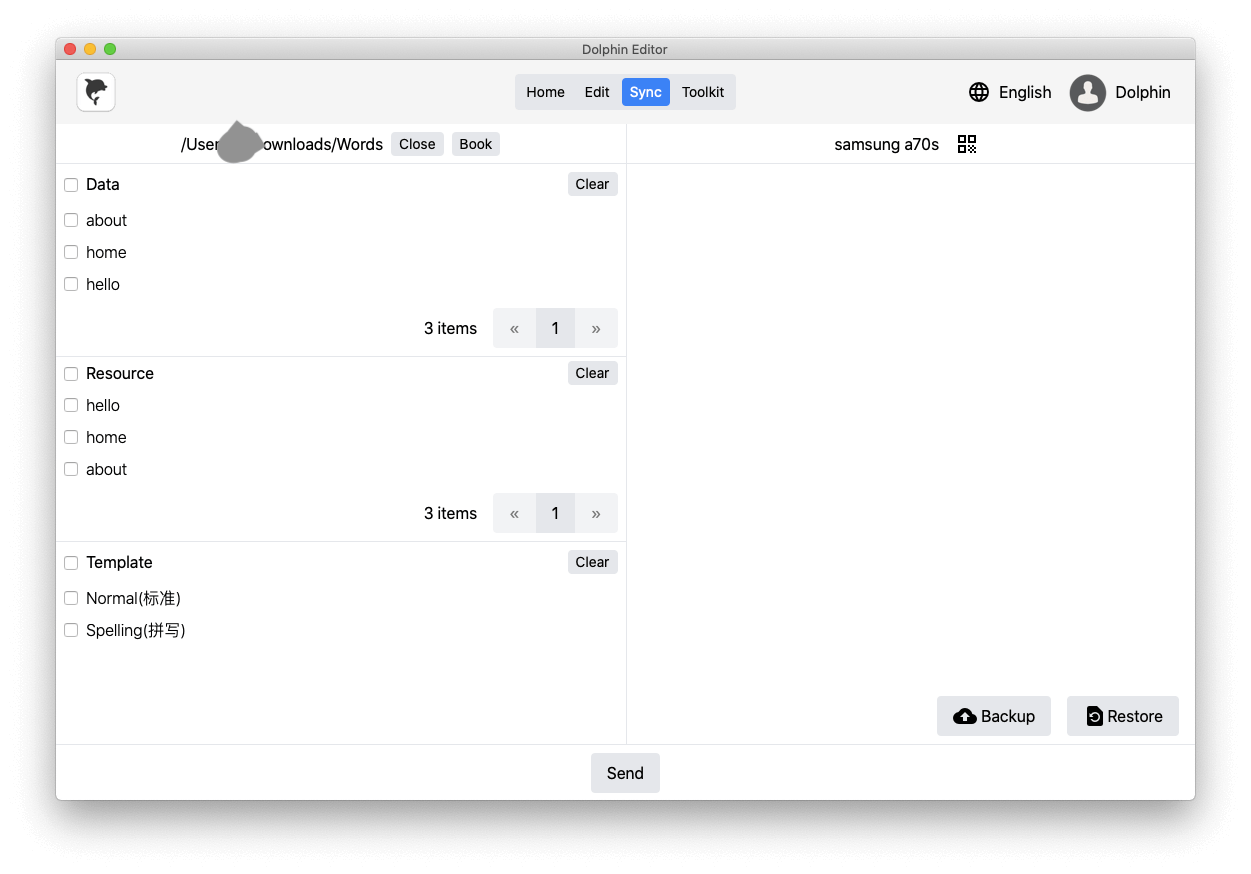 Dolphin Editor
Home Edit Sync Toolkit English Dolphin
/User ownloads/Words Close Book samsung a70s
Data Clear
about
home
hello
3 items « 1 »
Resource Clear
hello
home
about
3 items « 1 »
Template Clear
Normal(标准)
Spelling(拼写)
Backup Restore
Send